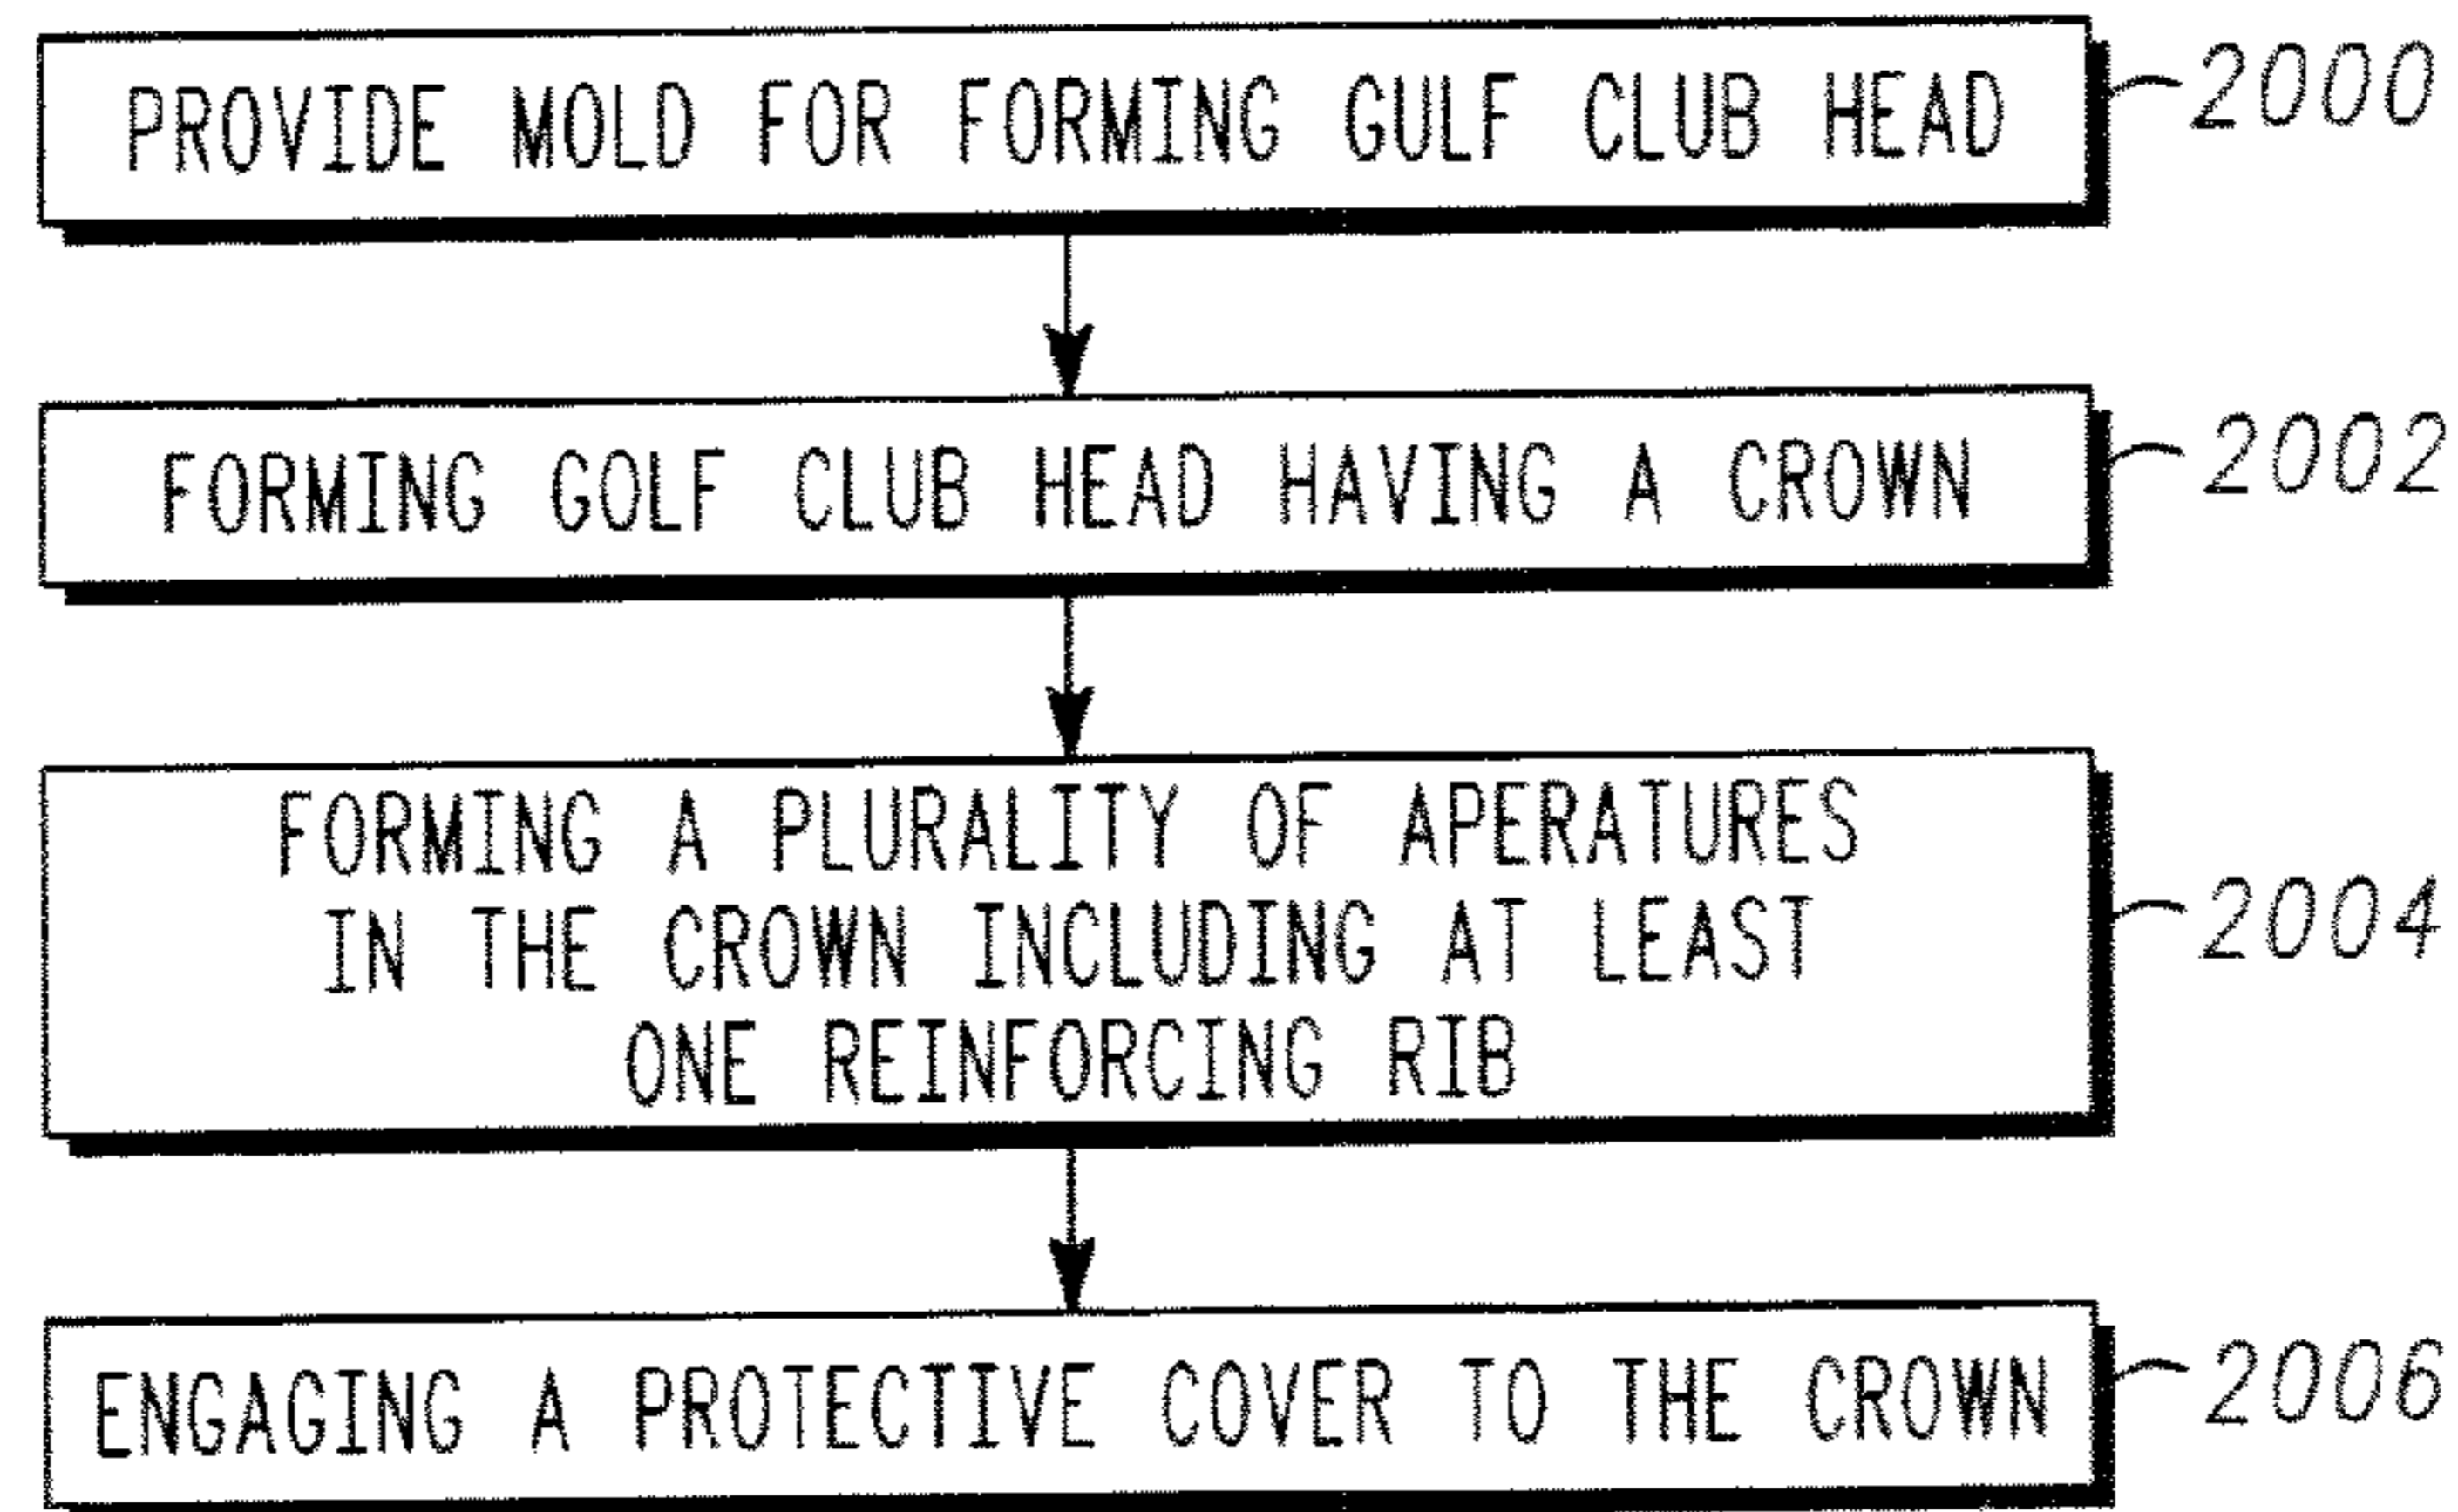 PROVIDE MOLD FOR FORMING GULF CLUB HEAD 2000
FORMING GOLF CLUB HEAD HAVING A CROWN 2002
FORMING A PLURALITY OF APERATURES
IN THE CROWN INCLUDING AT LEAST
ONE REINFORCING RIB
2004
ENGAGING A PROTECTIVE COVER TO THE CROWN 2006